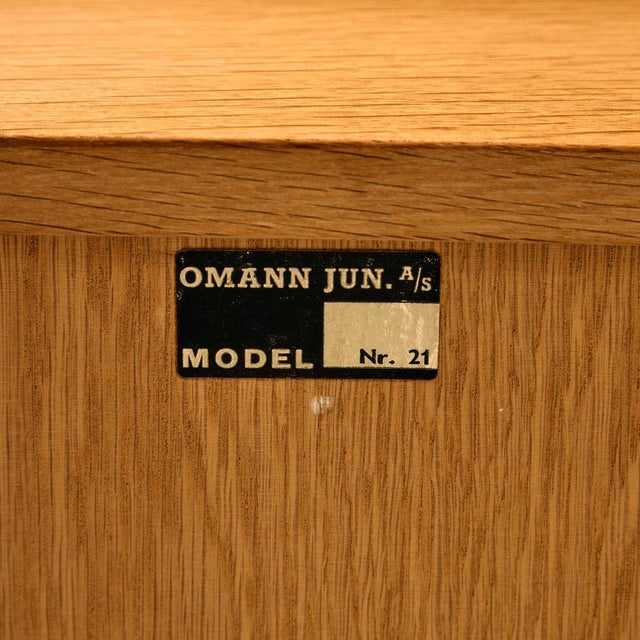 OMANN JUN. A/s
MODEL Nr. 21